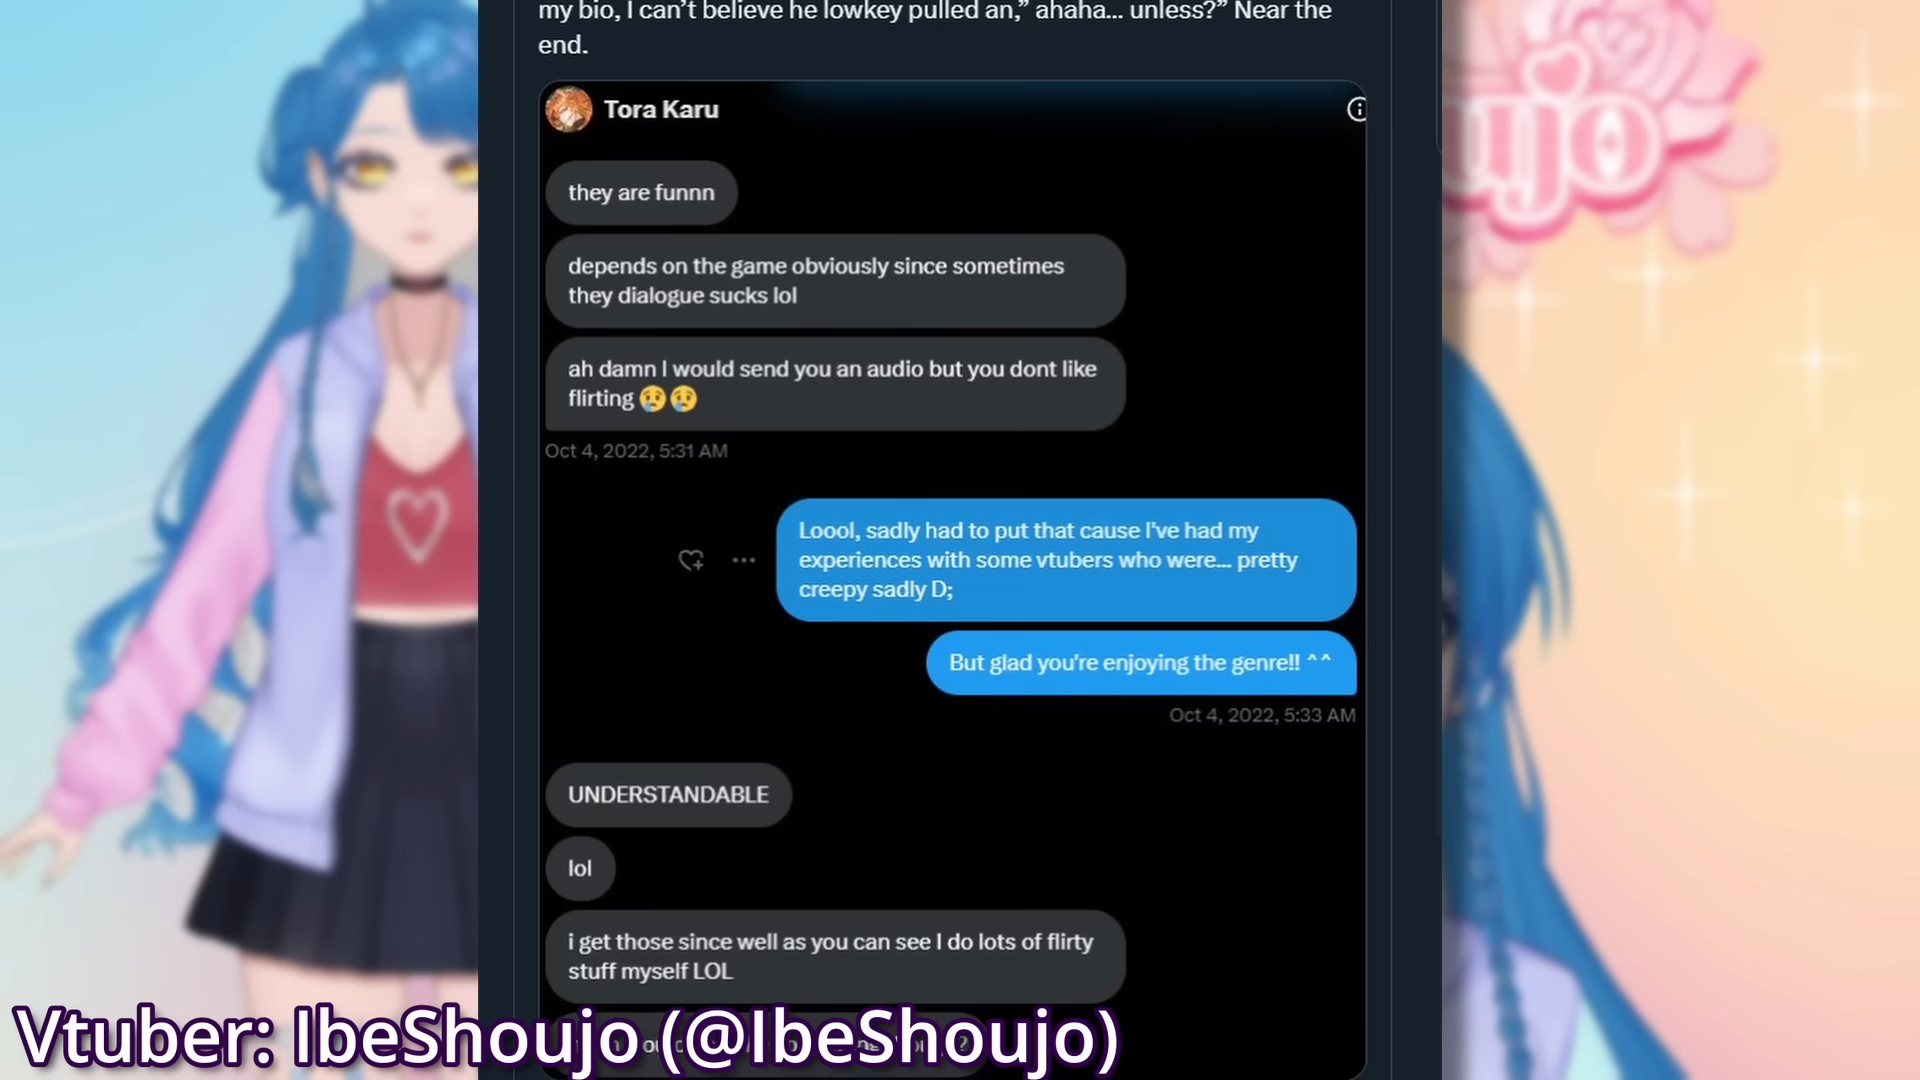 my bio, I can’t believe he lowkey pulled an,” ahaha... unless?” Near the
end.
Tora Karu
ujo
they are funnn
depends on the game obviously since sometimes
they dialogue sucks lol
ah damn I would send you an audio but you dont like
flirting 😢😢
Oct 4, 2022, 5:31 AM
Loool, sadly had to put that cause I've had my
experiences with some vtubers who were... pretty
creepy sadly D;
But glad you're enjoying the genre!! ^^
Oct 4, 2022, 5:33 AM
UNDERSTANDABLE
lol
i get those since well as you can see I do lots of flirty
stuff myself LOL
Vtuber: IbeShoujo (@IbeShoujo)